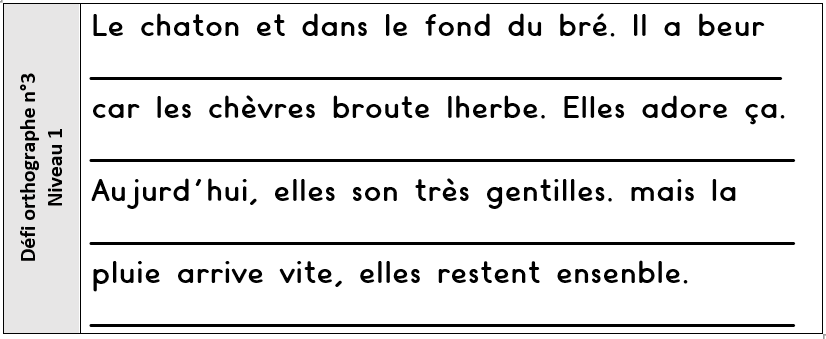 Défi orthographe n°3
Niveau 1
Le chaton et dans le fond du bré. Il a beur
car les chèvres broute lherbe. Elles adore ça.
Aujurd'hui, elles son très gentilles. mais la
pluie arrive vite, elles restent ensenble.